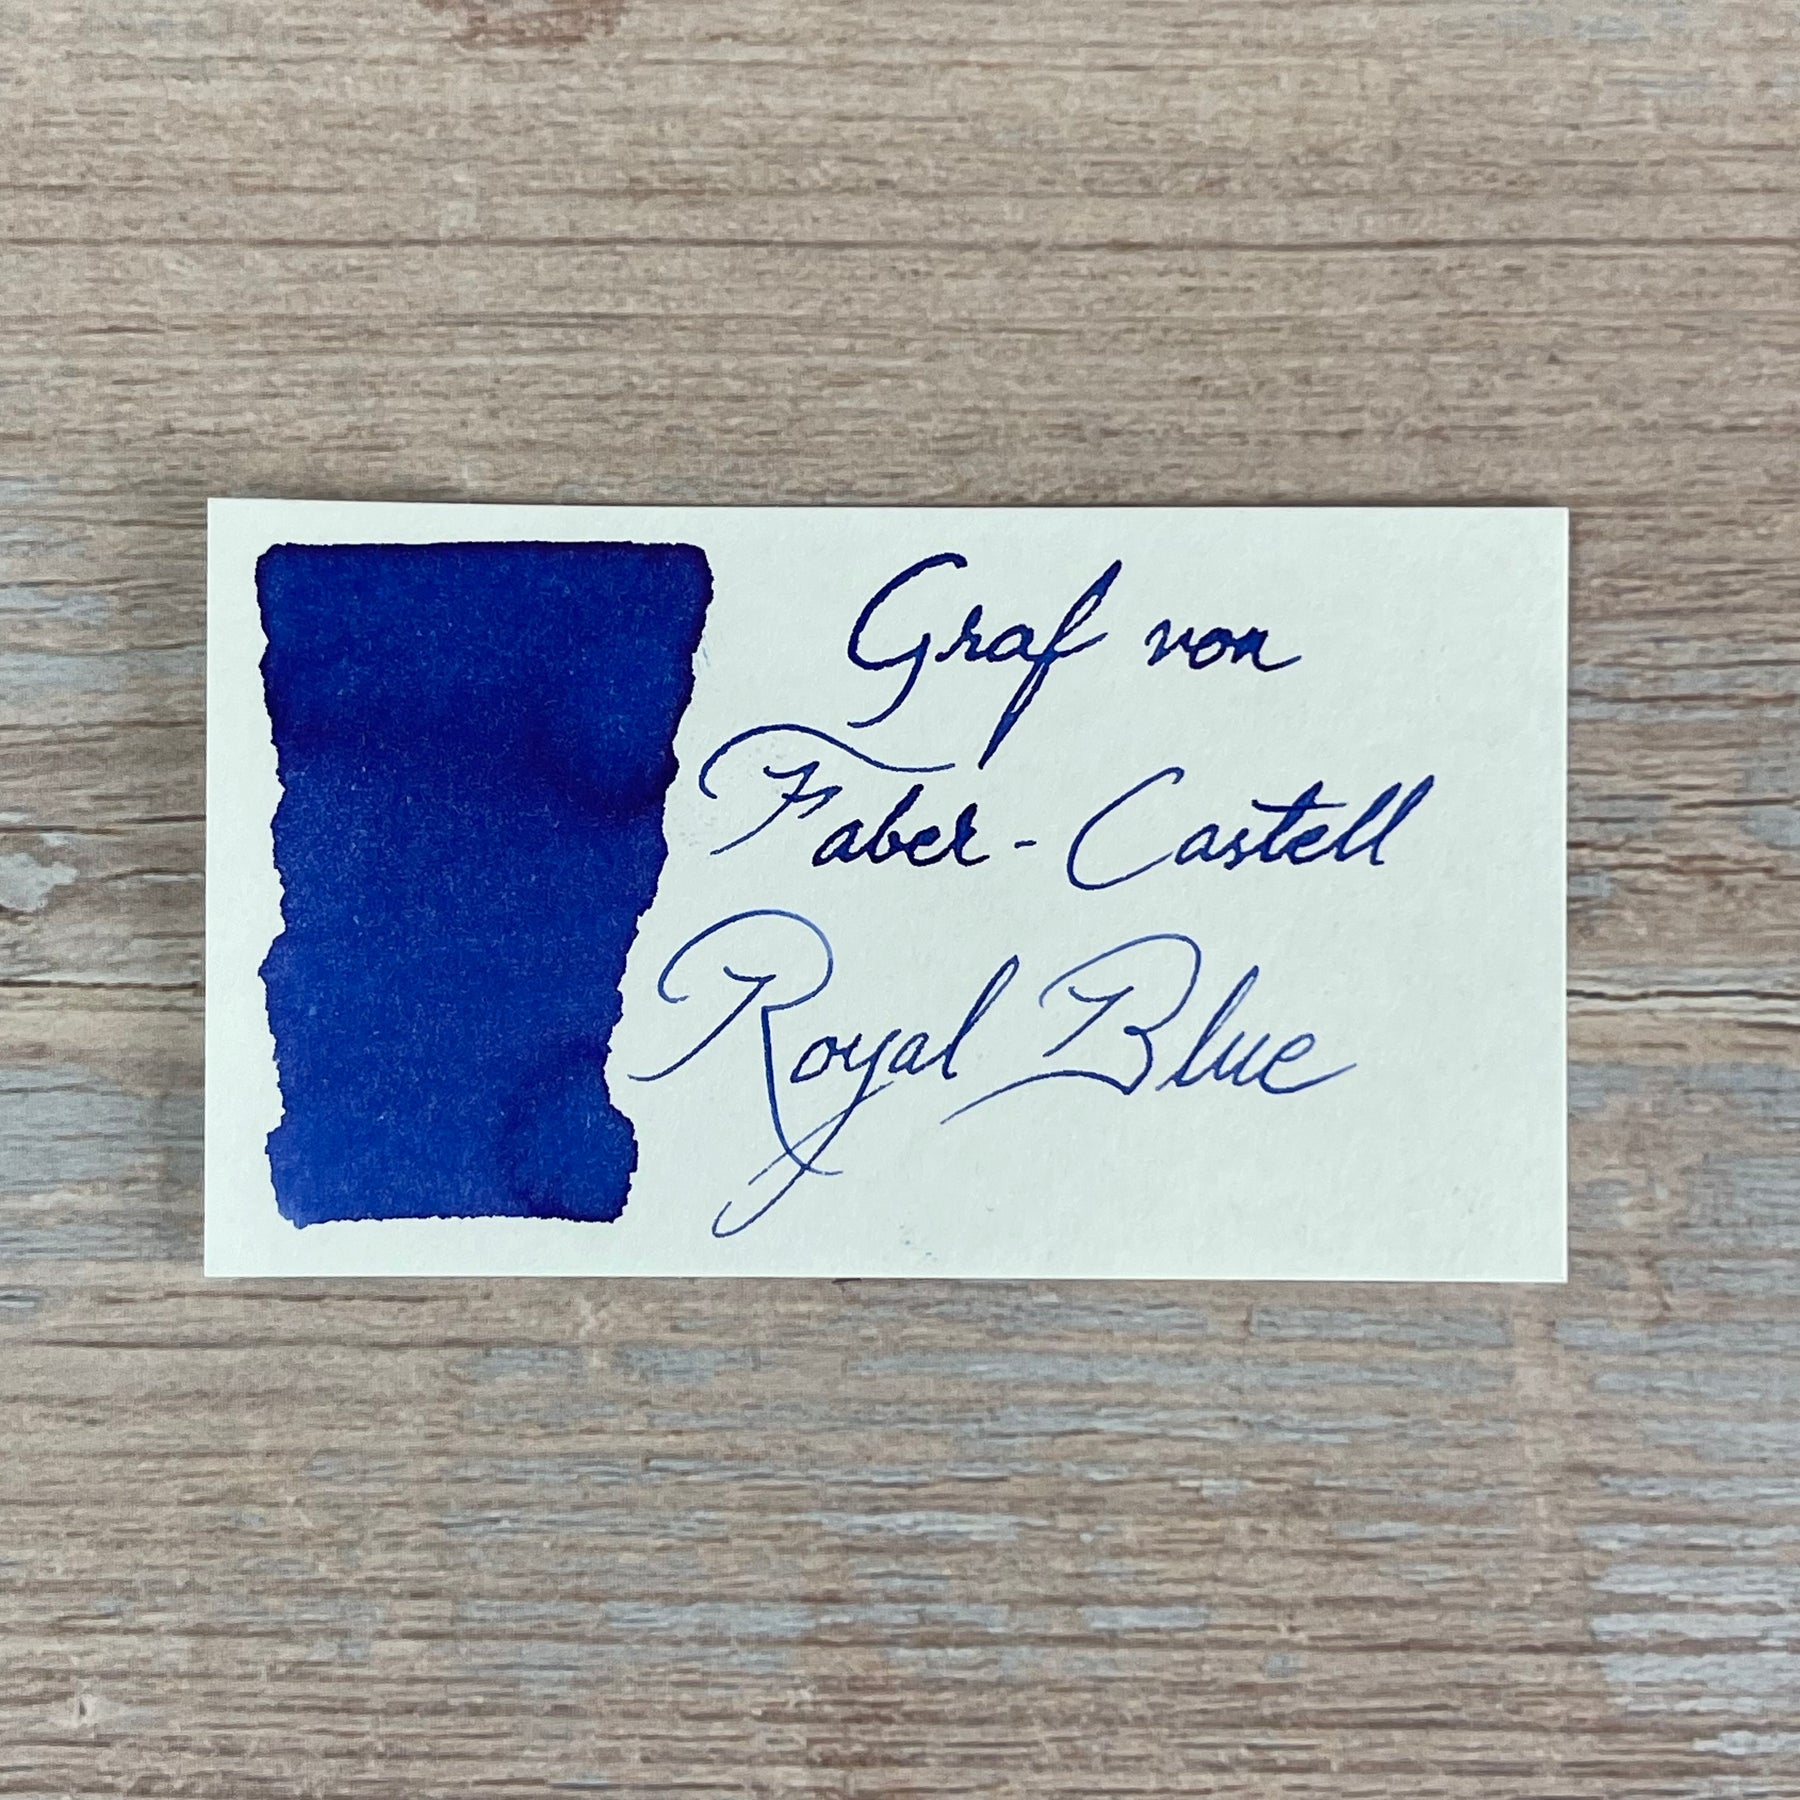 Graf von
Faber-Castell
Royal Blue